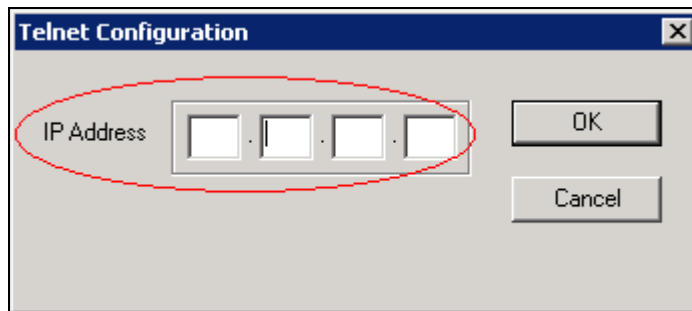 Telnet Configuration
IP Address . . .
OK
Cancel